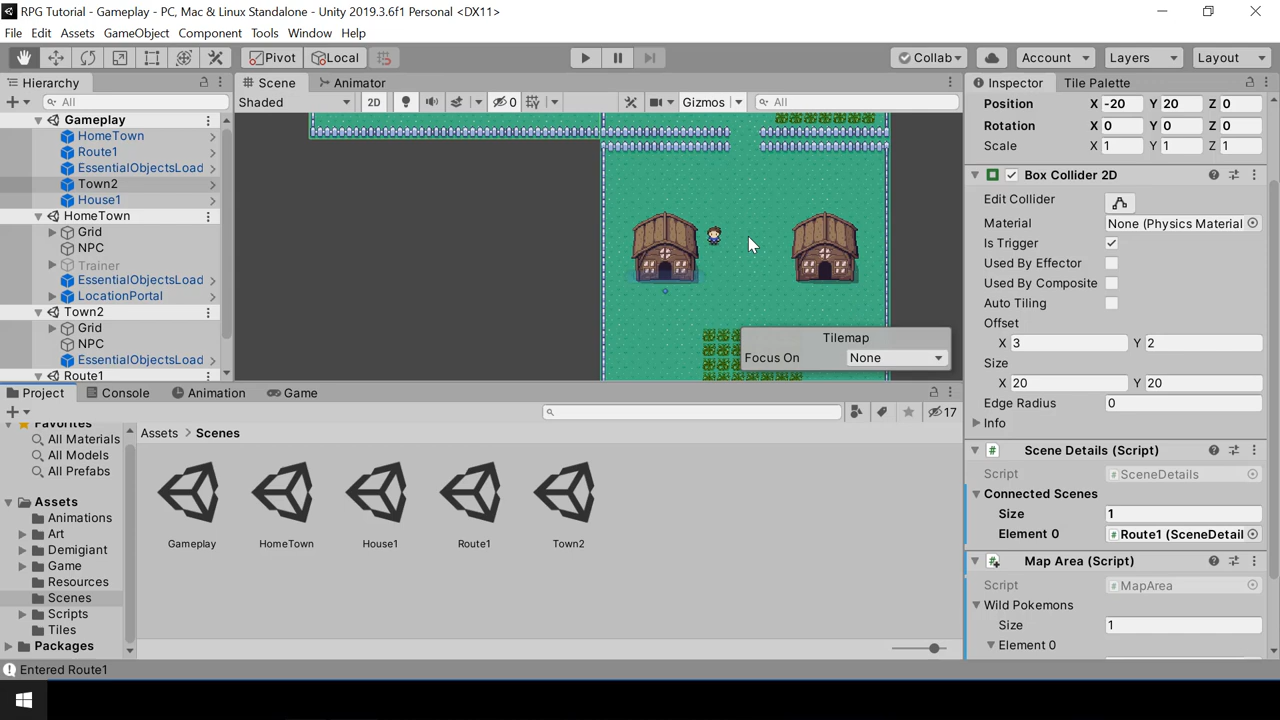 RPG Tutorial - Gameplay - PC, Mac & Linux Standalone - Unity 2019.3.6f1 Personal <DX11>
File Edit Assets GameObject Component Tools Window Help
Pivot Local Collab Account Layers Layout
Hierarchy
All
Gameplay
HomeTown
Route1
EssentialObjectsLoad
Town2
House1
HomeTown
Grid
NPC
Trainer
EssentialObjectsLoad
LocationPortal
Town2
Grid
NPC
EssentialObjectsLoad
Route1
Scene Animator
Shaded 2D 0 Gizmos All
Tilemap
Focus On None
Inspector Tile Palette
Position X -20 Y 20 Z 0
Rotation X 0 Y 0 Z 0
Scale X 1 Y 1 Z 1
Box Collider 2D
Edit Collider
Material None (Physics Material
Is Trigger
Used By Effector
Used By Composite
Auto Tiling
Offset
X 3 Y 2
Size
X 20 Y 20
Edge Radius 0
Info
Scene Details (Script)
Script SceneDetails
Connected Scenes
Size 1
Element 0 Route1 (SceneDetail
Map Area (Script)
Script MapArea
Wild Pokemons
Size 1
Element 0
Project Console Animation Game
17
Favorites
All Materials
All Models
All Prefabs
Assets
Animations
Art
Demigiant
Game
Resources
Scenes
Scripts
Tiles
Packages
Assets > Scenes
Gameplay HomeTown House1 Route1 Town2
Entered Route1